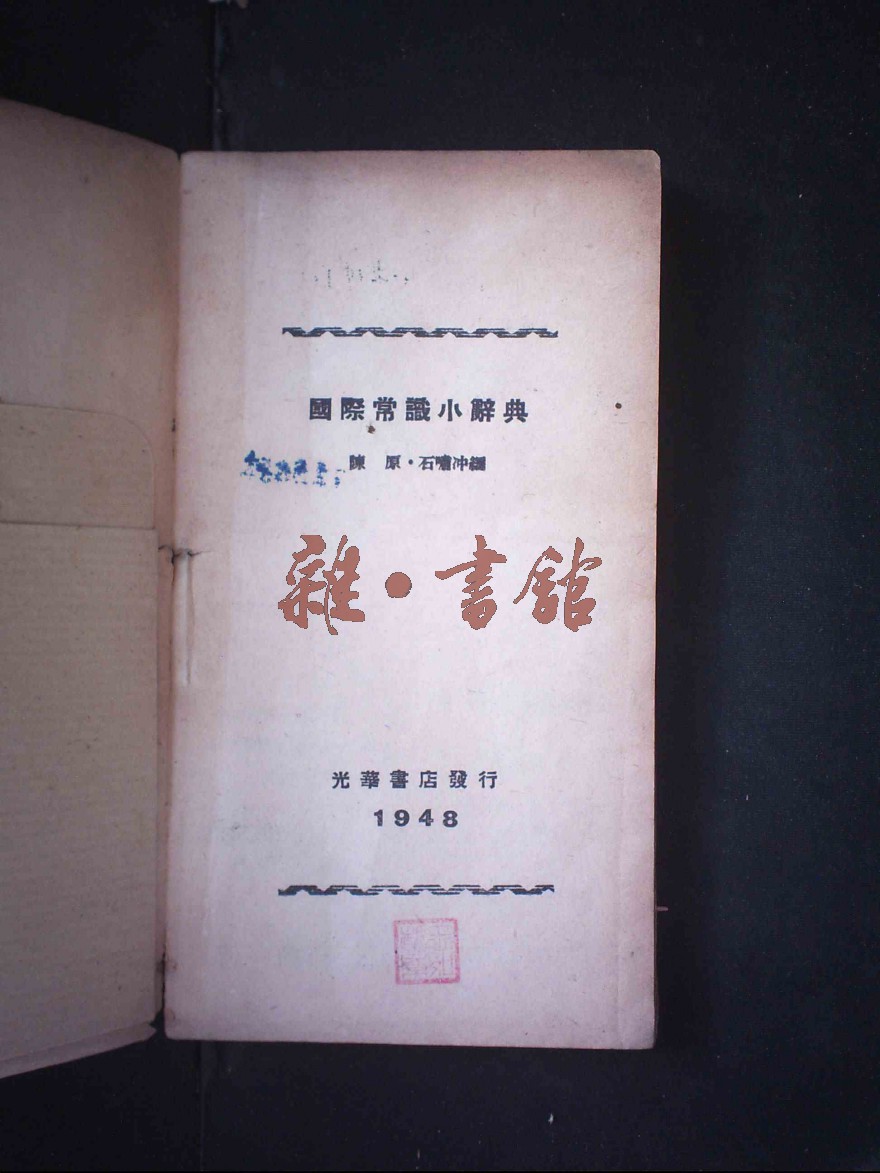 國際常識小辭典
陳 原·石嘯冲編
雜·書館
光華書店發行
1948